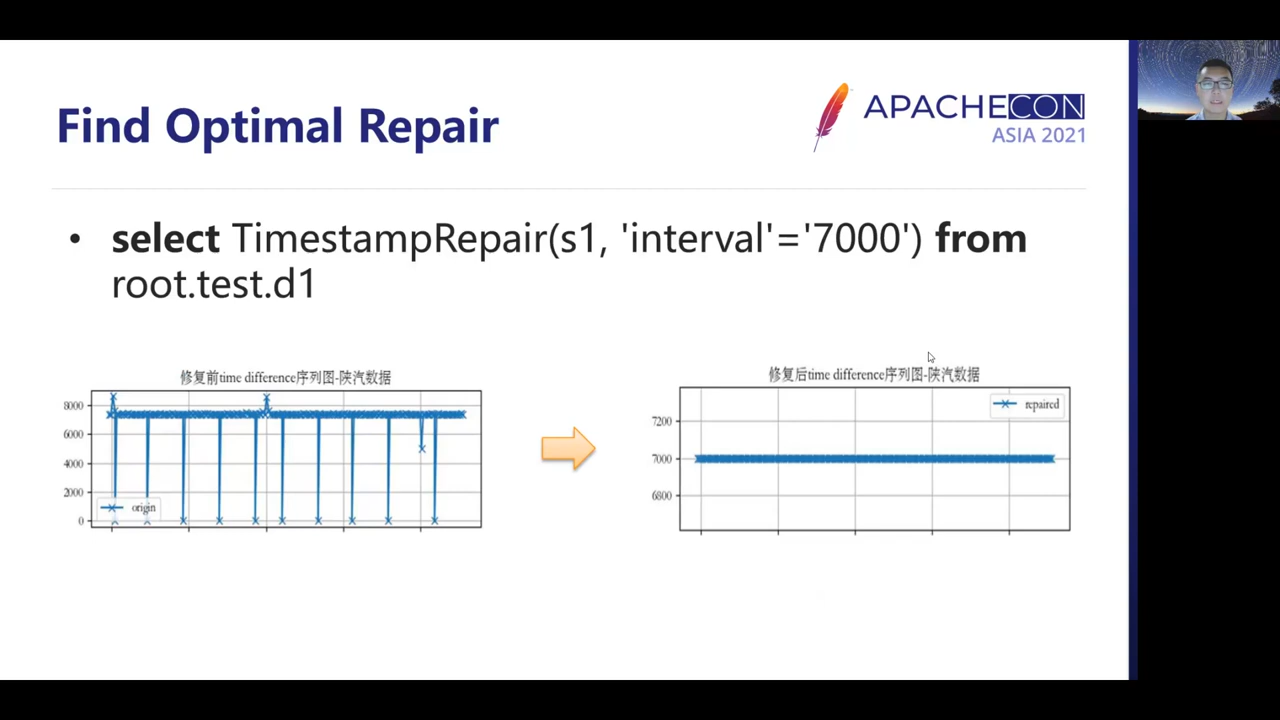 Find Optimal Repair
APACHECON
ASIA 2021
• select TimestampRepair(s1, 'interval'='7000') from
root.test.d1
修复前time difference序列图-陕汽数据
8000
6000
4000
2000
0
origin
修复后time difference序列图-陕汽数据
repaired
7200
7000
6800